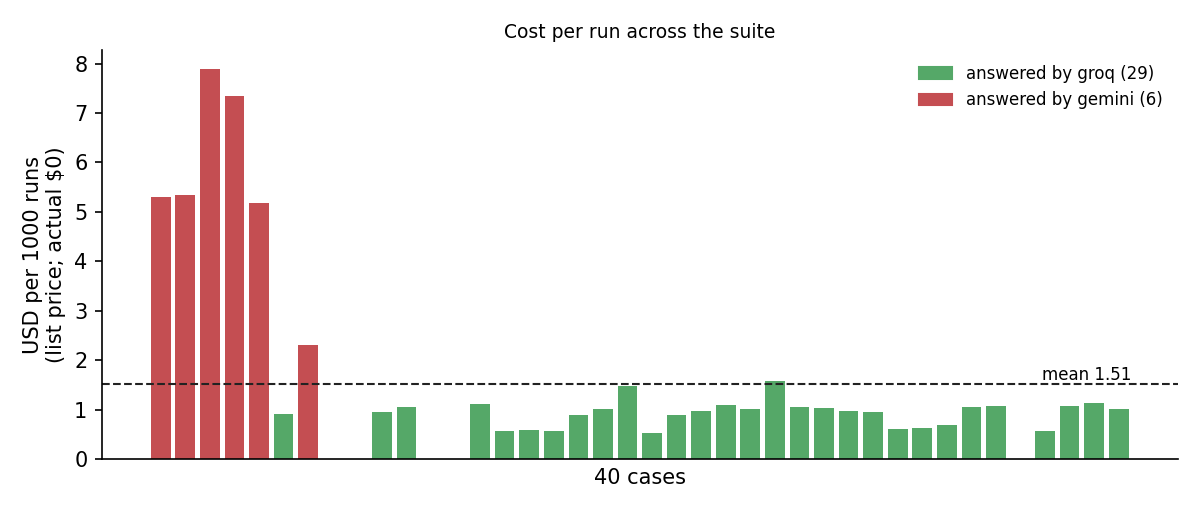 Cost per run across the suite
USD per 1000 runs
(list price; actual $0)
8
7
6
5
4
3
2
1
0
answered by groq (29)
answered by gemini (6)
mean 1.51
40 cases